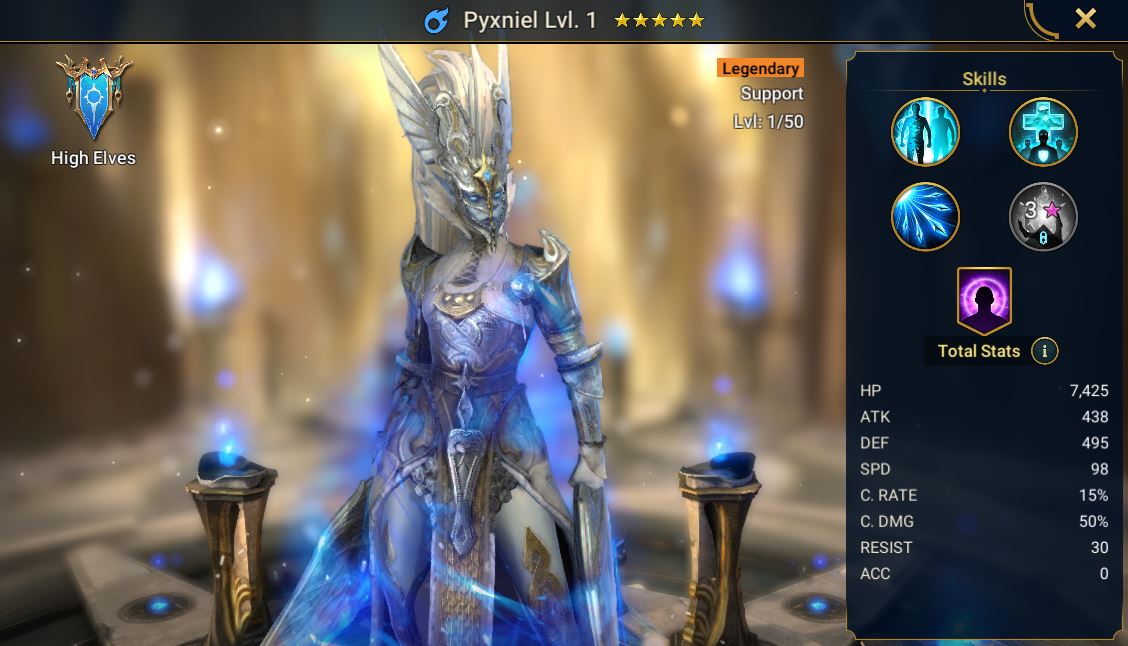 Pyxniel Lvl. 1
High Elves
Legendary
Support
Lvl: 1/50
Skills
3
Total Stats i
HP 7,425
ATK 438
DEF 495
SPD 98
C. RATE 15%
C. DMG 50%
RESIST 30
ACC 0